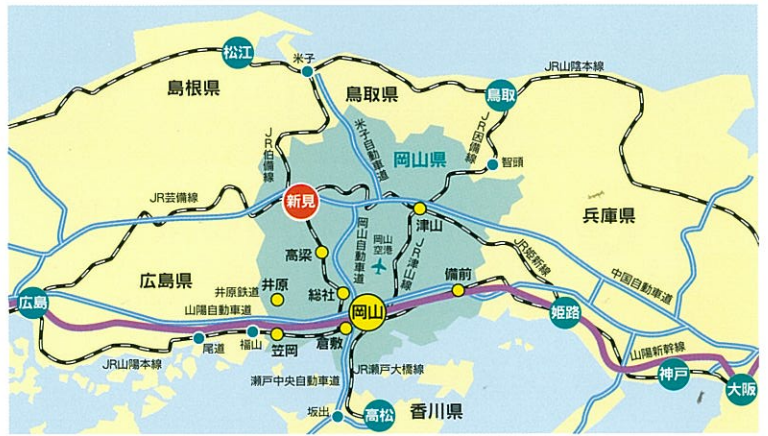 松江
米子
島根県
鳥取県
JR山陰本線
鳥取
JR伯備線
米子自動車道
岡山県
JR因備線
智頭
JR芸備線
新見
津山
兵庫県
岡山自動車道
岡山
空港
JR津山線
JR姫新線
高梁
広島県
井原鉄道
井原
総社
備前
中国自動車道
広島
山陽自動車道
岡山
姫路
倉敷
尾道
福山
笠岡
山陽新幹線
JR山陽本線
JR瀬戸大橋線
瀬戸中央自動車道
神戸
大阪
坂出
高松
香川県